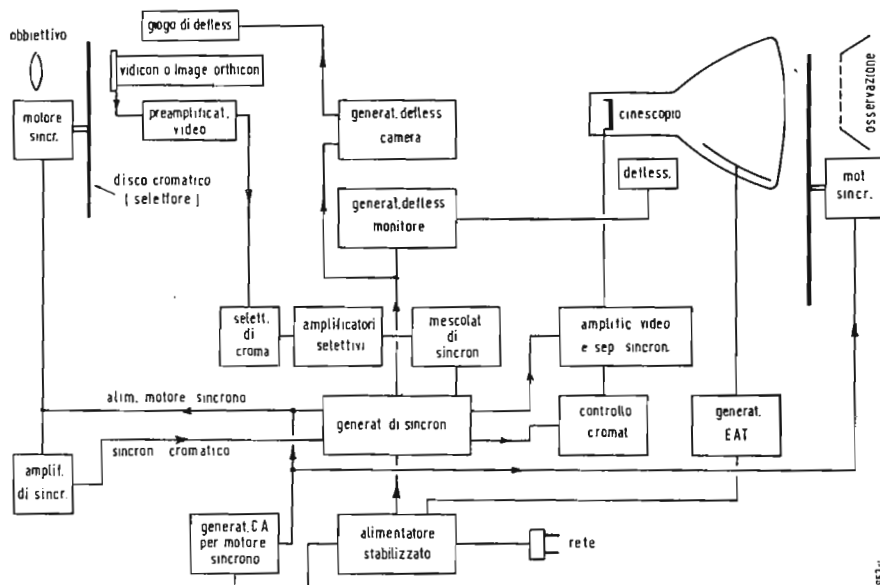 obbiettivo
giogo di defless
vidicon o image orthicon
motore
sincr.
preamplificat.
video
disco cromatico
( selettore )
generat. defless
camera
generat. defless
monitore
cinescopio
defless.
osservazione
mot
sincr.
selett.
di
croma
amplificatori
selettivi
mescolat
di
sincron
amplific video
e sep sincron.
alim. motore sincrono
generat di sincron
controllo
cromat
generat.
EAT
sincron cromatico
amplif.
di sincr.
generat. CA
per motore
sincrono
alimentatore
stabilizzato
rete